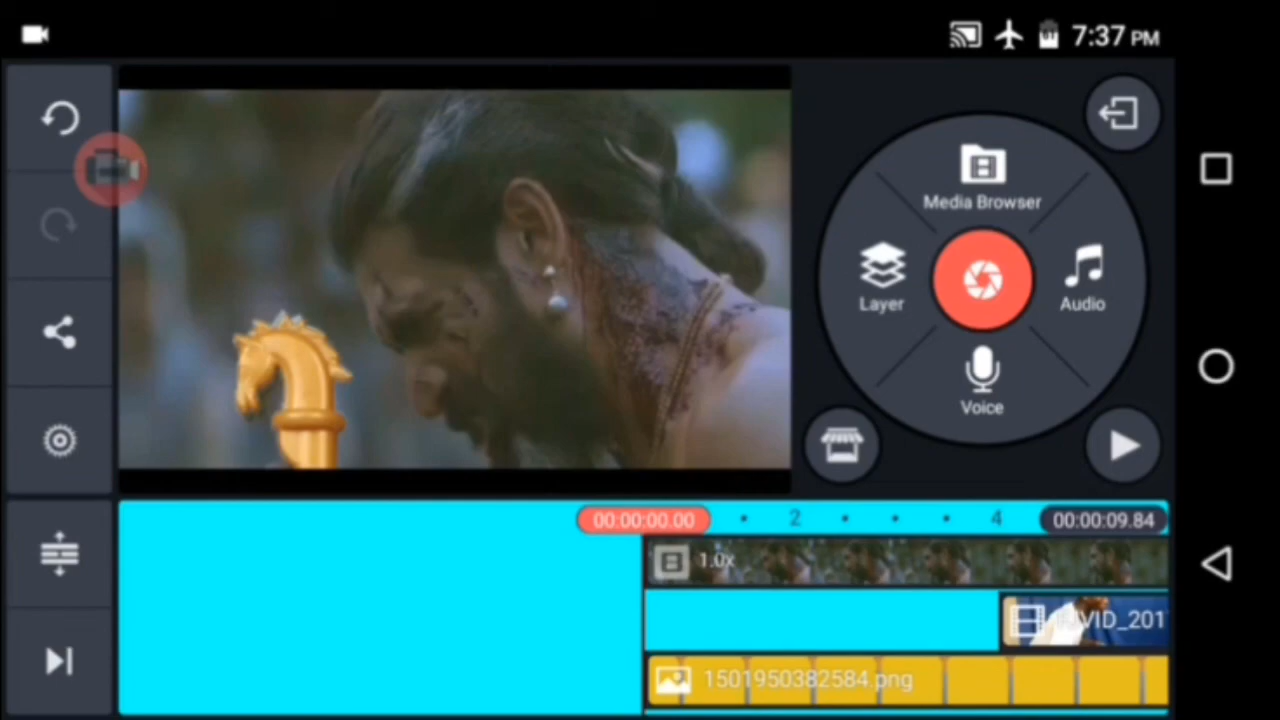 7:37 PM
Media Browser
Layer
Audio
Voice
00:00:00.00
2
4
00:00:09.84
1.0x
1501950382584.png